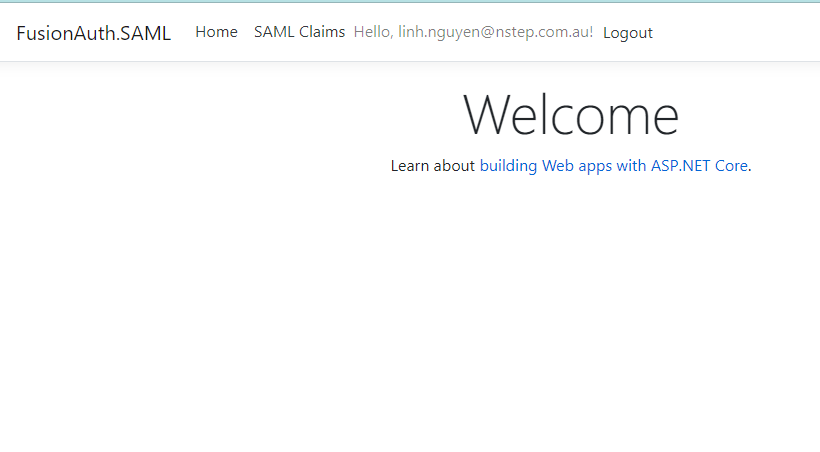 FusionAuth.SAML Home SAML Claims Hello, linh.nguyen@nstep.com.au! Logout
Welcome
Learn about building Web apps with ASP.NET Core.